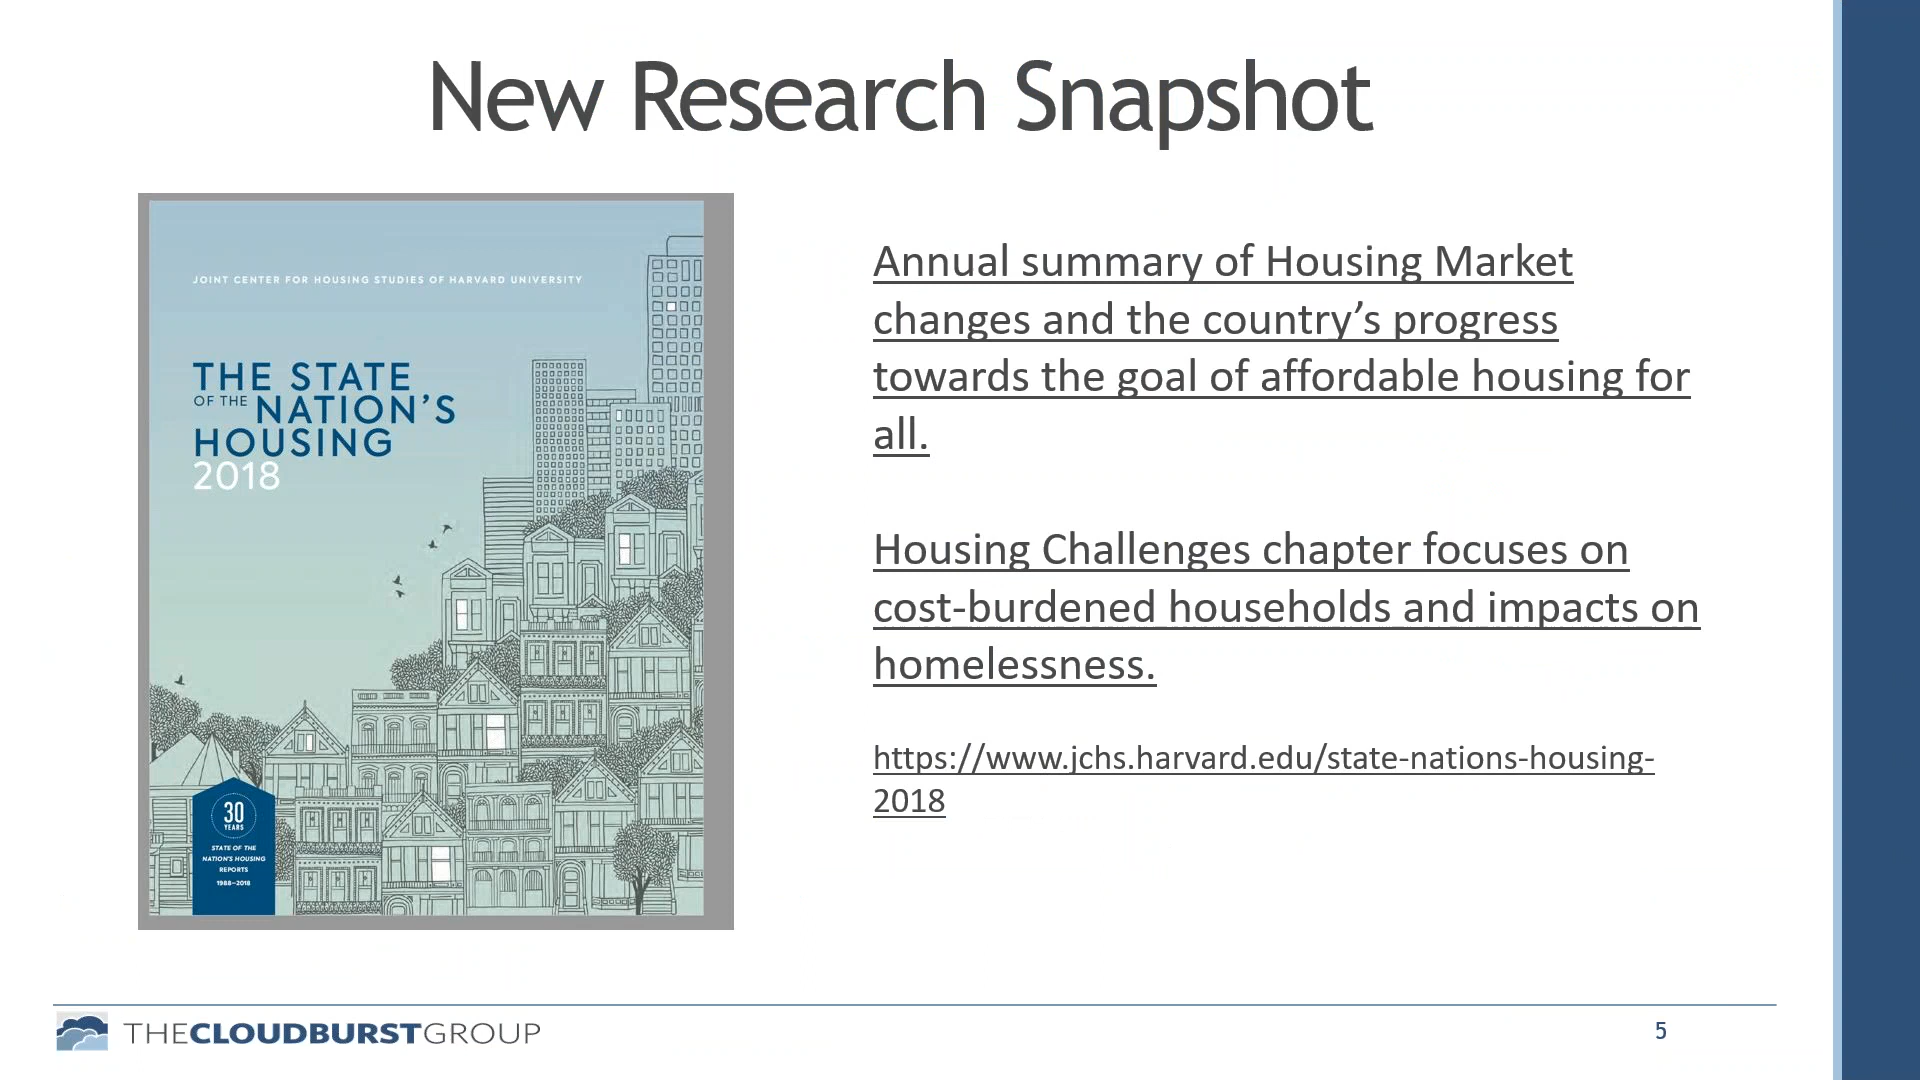 New Research Snapshot
JOINT CENTER FOR HOUSING STUDIES OF HARVARD UNIVERSITY
THE STATE
OF THE NATION’S
HOUSING
2018
30
YEARS
STATE OF THE
NATION’S HOUSING
REPORTS
1988–2018
Annual summary of Housing Market
changes and the country’s progress
towards the goal of affordable housing for
all.
Housing Challenges chapter focuses on
cost-burdened households and impacts on
homelessness.
https://www.jchs.harvard.edu/state-nations-housing-
2018
THECLOUDBURSTGROUP
5